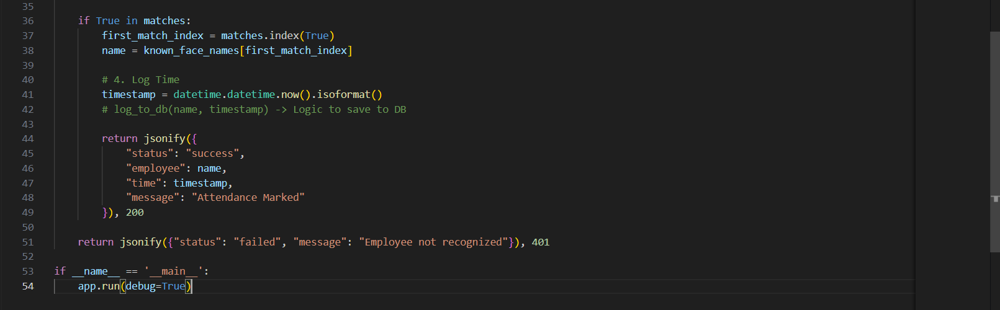 35
36 if True in matches:
37 first_match_index = matches.index(True)
38 name = known_face_names[first_match_index]
39
40 # 4. Log Time
41 timestamp = datetime.datetime.now().isoformat()
42 # log_to_db(name, timestamp) -> Logic to save to DB
43
44 return jsonify({
45 "status": "success",
46 "employee": name,
47 "time": timestamp,
48 "message": "Attendance Marked"
49 }), 200
50
51 return jsonify({"status": "failed", "message": "Employee not recognized"}), 401
52
53 if __name__ == '__main__':
54 app.run(debug=True)